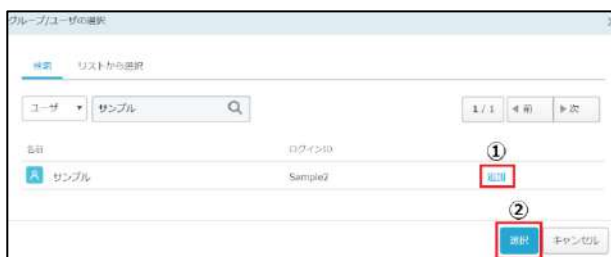 グループ/ユーザの選択
検索 リストから選択
ユーザ ▼ サンプル 1 / 1 ◀ 前 ▶ 次
名前 ログインID ①
サンプル Sample2 追加
②
選択 キャンセル